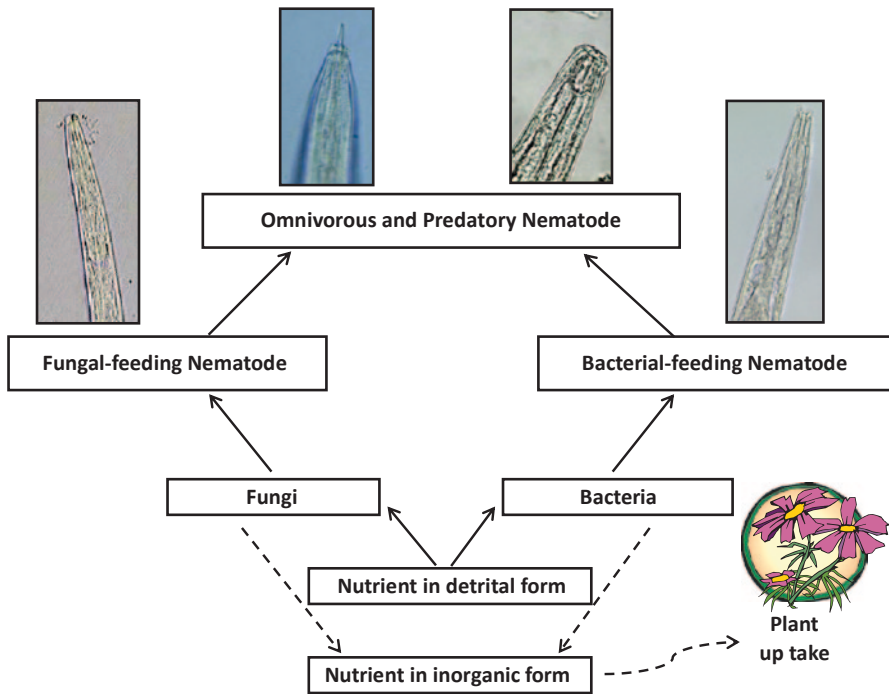 Omnivorous and Predatory Nematode
Fungal-feeding Nematode
Bacterial-feeding Nematode
Fungi
Bacteria
Nutrient in detrital form
Plant
up take
Nutrient in inorganic form